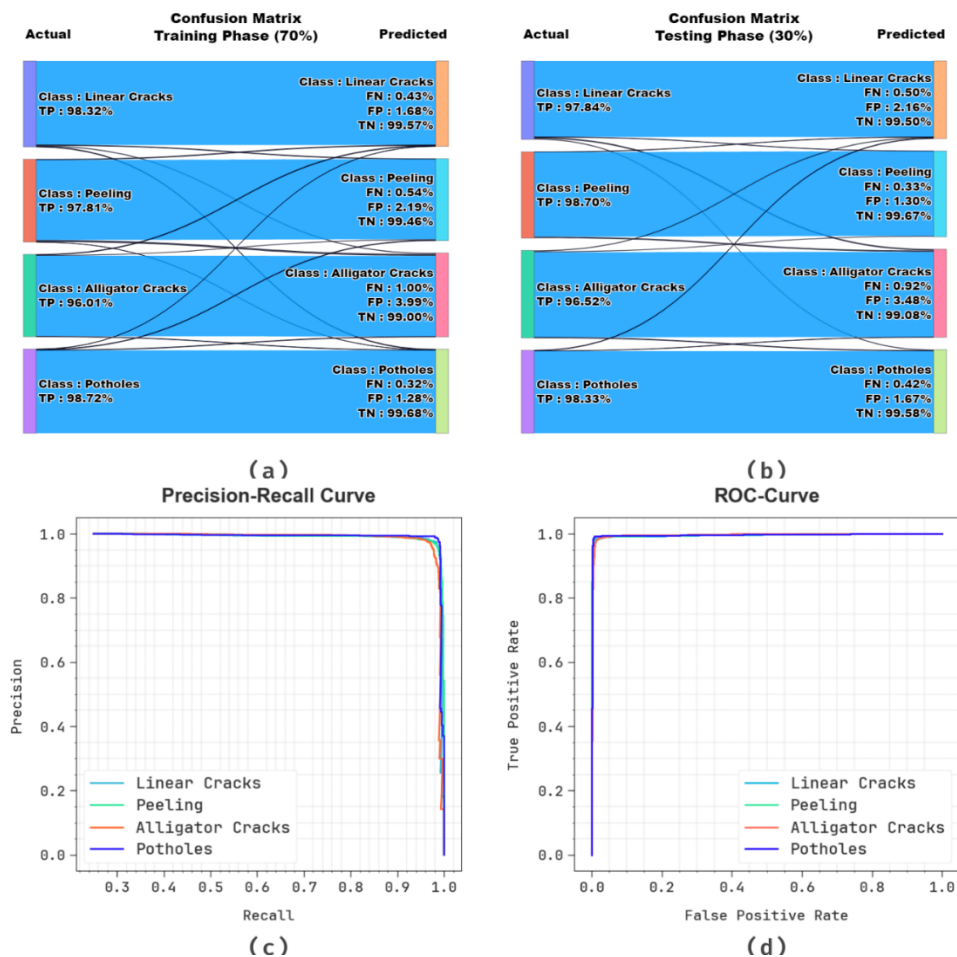 Confusion Matrix
Actual Training Phase (70%) Predicted
Class : Linear Cracks
TP : 98.32%
Class : Linear Cracks
FN : 0.43%
FP : 1.68%
TN : 99.57%
Class : Peeling
TP : 97.81%
Class : Peeling
FN : 0.54%
FP : 2.19%
TN : 99.46%
Class : Alligator Cracks
TP : 96.01%
Class : Alligator Cracks
FN : 1.00%
FP : 3.99%
TN : 99.00%
Class : Potholes
TP : 98.72%
Class : Potholes
FN : 0.32%
FP : 1.28%
TN : 99.68%
(a)
Confusion Matrix
Actual Testing Phase (30%) Predicted
Class : Linear Cracks
TP : 97.84%
Class : Linear Cracks
FN : 0.50%
FP : 2.16%
TN : 99.50%
Class : Peeling
TP : 98.70%
Class : Peeling
FN : 0.33%
FP : 1.30%
TN : 99.67%
Class : Alligator Cracks
TP : 96.52%
Class : Alligator Cracks
FN : 0.92%
FP : 3.48%
TN : 99.08%
Class : Potholes
TP : 98.33%
Class : Potholes
FN : 0.42%
FP : 1.67%
TN : 99.58%
(b)
Precision-Recall Curve
Precision
1.0
0.8
0.6
0.4
0.2
0.0
Linear Cracks
Peeling
Alligator Cracks
Potholes
0.3 0.4 0.5 0.6 0.7 0.8 0.9 1.0
Recall
(c)
ROC-Curve
True Positive Rate
1.0
0.8
0.6
0.4
0.2
0.0
Linear Cracks
Peeling
Alligator Cracks
Potholes
0.0 0.2 0.4 0.6 0.8 1.0
False Positive Rate
(d)